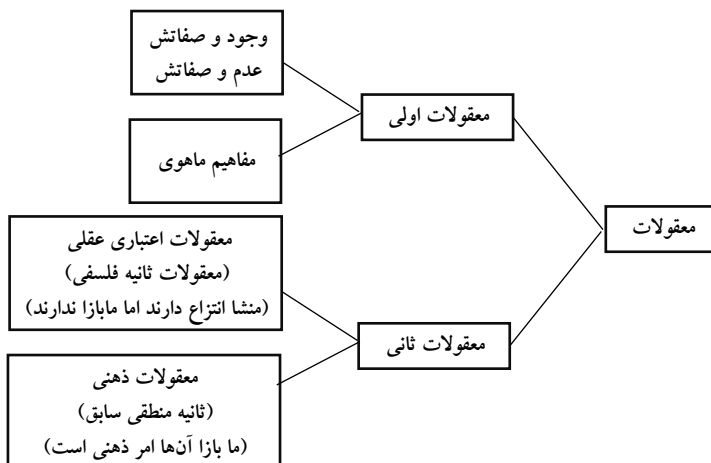 معقولات
معقولات اولی
وجود و صفاتش
عدم و صفاتش
مفاهیم ماهوی
معقولات ثانی
معقولات اعتباری عقلی
(معقولات ثانیه فلسفی)
(منشا انتزاع دارند اما مابازا ندارند)
معقولات ذهنی
(ثانیه منطقی سابق)
(ما بازا آن‌ها امر ذهنی است)